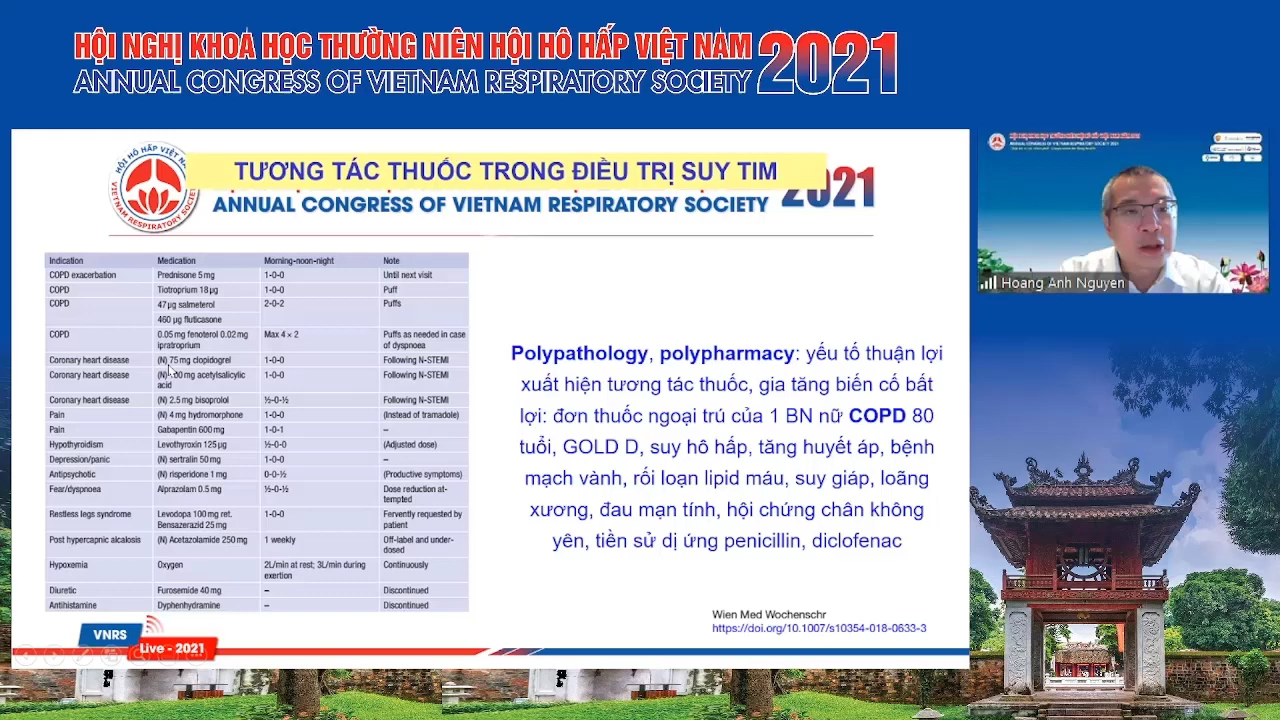 HỘI NGHỊ KHOA HỌC THƯỜNG NIÊN HỘI HÔ HẤP VIỆT NAM 2021
ANNUAL CONGRESS OF VIETNAM RESPIRATORY SOCIETY
HỘI HÔ HẤP VIỆT
VIETNAM RESPIRATORY SOCIETY
TƯƠNG TÁC THUỐC TRONG ĐIỀU TRỊ SUY TIM
ANNUAL CONGRESS OF VIETNAM RESPIRATORY SOCIETY 2021
Hoang Anh Nguyen
Indication Medication Morning-noon-night Note
COPD exacerbation Prednisone 5 mg 1-0-0 Until next visit
COPD Tiotroprium 18 µg 1-0-0 Puff
COPD 47 µg salmeterol 2-0-2 Puffs
460 µg fluticasone
COPD 0.05 mg fenoterol 0.02 mg Max 4 × 2 Puffs as needed in case
ipratroprium of dyspnoea
Coronary heart disease (N) 75 mg clopidogrel 1-0-0 Following N-STEMI
Coronary heart disease (N) 00 mg acetylsalicylic 1-0-0 Following N-STEMI
acid
Coronary heart disease (N) 2.5 mg bisoprolol ½-0-½ Following N-STEMI
Pain (N) 4 mg hydromorphone 1-0-0 (Instead of tramadole)
Pain Gabapentin 600 mg 1-0-1 –
Hypothyroidism Levothyroxin 125 µg ½-0-0 (Adjusted dose)
Depression/panic (N) sertralin 50 mg 1-0-0 –
Antipsychotic (N) risperidone 1 mg 0-0-½ (Productive symptoms)
Fear/dyspnoea Alprazolam 0.5 mg ½-0-½ Dose reduction at-
tempted
Restless legs syndrome Levodopa 100 mg ret. 1-0-0 Fervently requested by
Bensazerazid 25 mg patient
Post hypercapnic alcalosis (N) Acetazolamide 250 mg 1 weekly Off-label and under-
dosed
Hypoxemia Oxygen 2L/min at rest; 3L/min during Continuously
exertion
Diuretic Furosemide 40 mg – Discontinued
Antihistamine Dyphenhydramine – Discontinued
Polypathology, polypharmacy: yếu tố thuận lợi
xuất hiện tương tác thuốc, gia tăng biến cố bất
lợi: đơn thuốc ngoại trú của 1 BN nữ COPD 80
tuổi, GOLD D, suy hô hấp, tăng huyết áp, bệnh
mạch vành, rối loạn lipid máu, suy giáp, loãng
xương, đau mạn tính, hội chứng chân không
yên, tiền sử dị ứng penicillin, diclofenac
Wien Med Wochenschr
https://doi.org/10.1007/s10354-018-0633-3
VNRS
Live - 2021